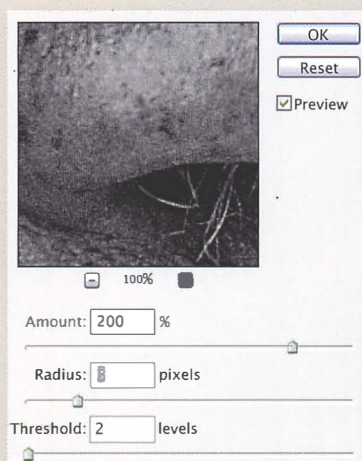 OK
Reset
Preview
100%
Amount: 200 %
Radius: pixels
Threshold: 2 levels